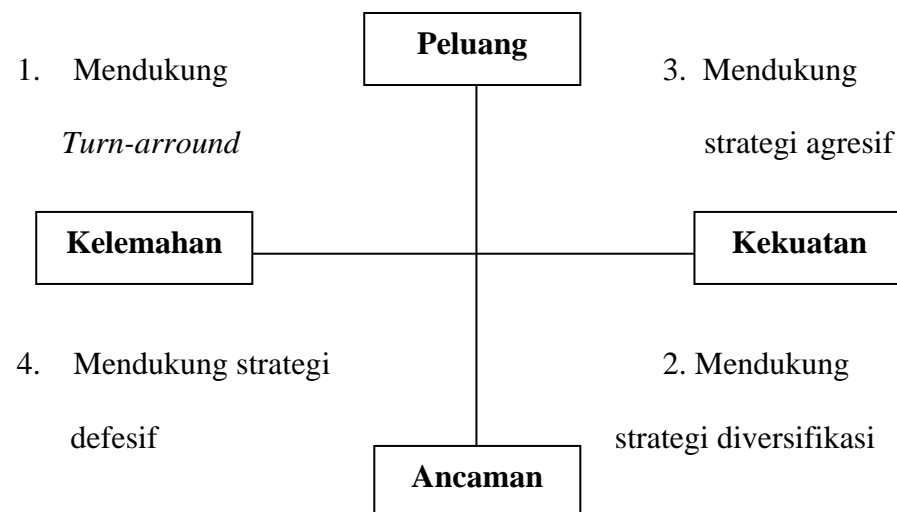 Peluang
1. Mendukung
Turn-arround
3. Mendukung
strategi agresif
Kelemahan
Kekuatan
4. Mendukung strategi
defesif
2. Mendukung
strategi diversifikasi
Ancaman